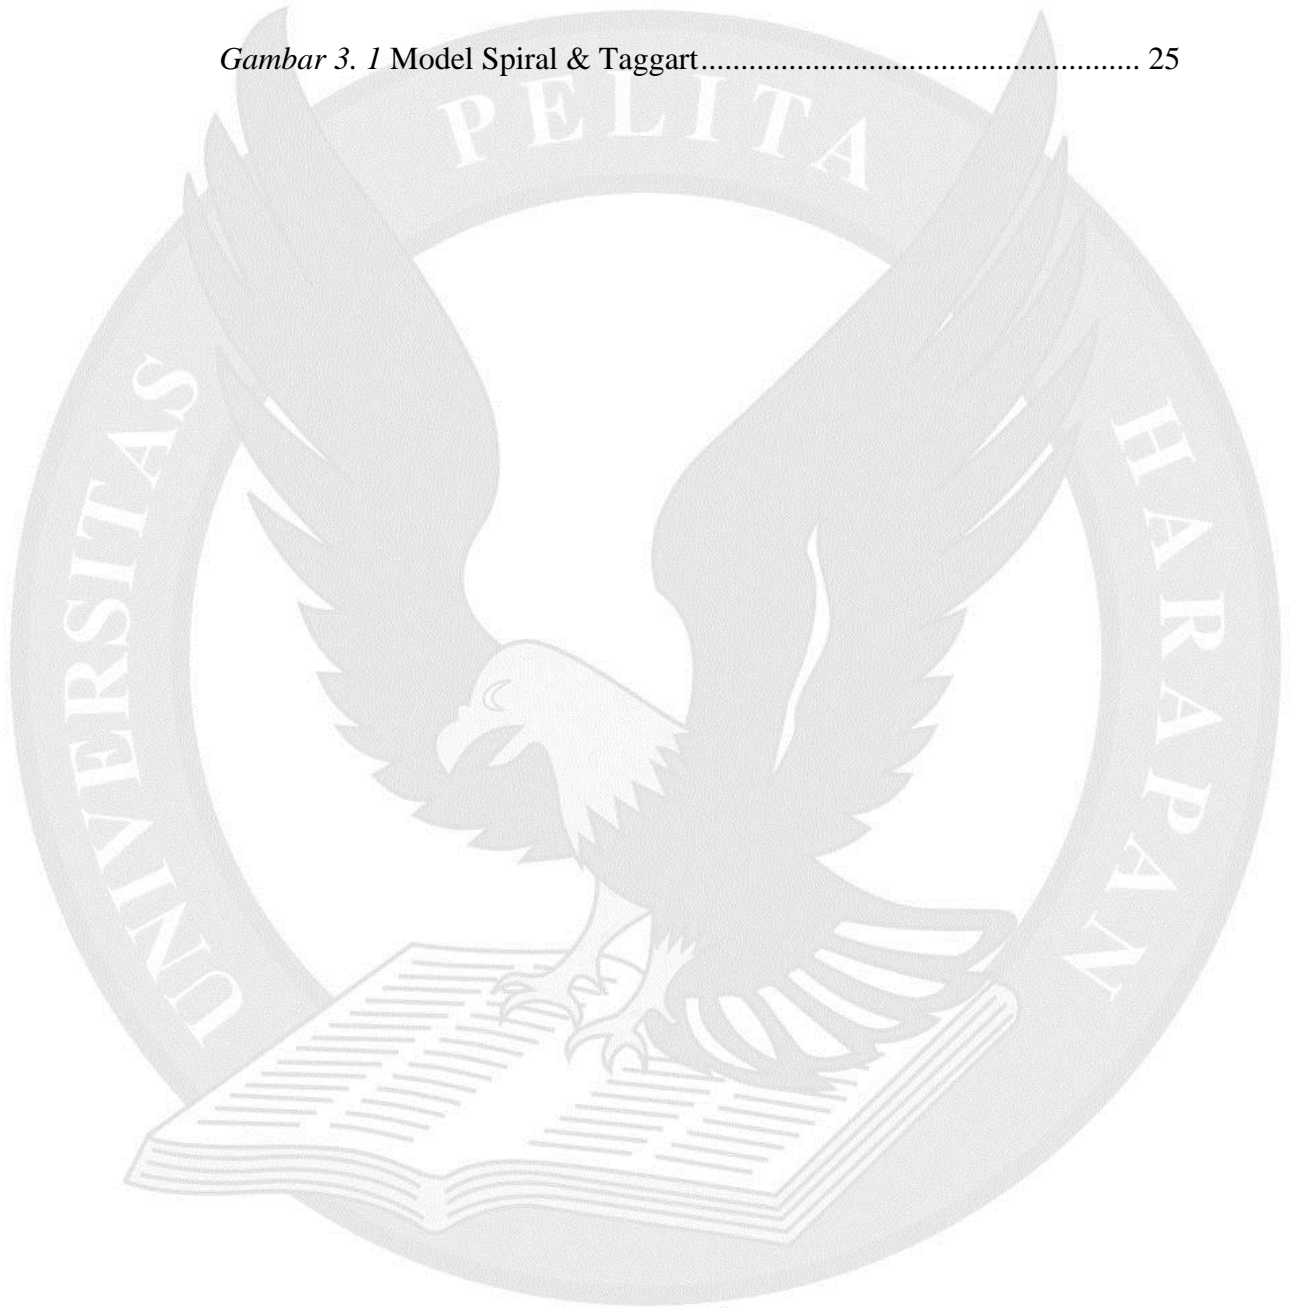 Gambar 3. 1 Model Spiral & Taggart....................................................... 25
PELITA
UNIVERSITAS
HARAPAN